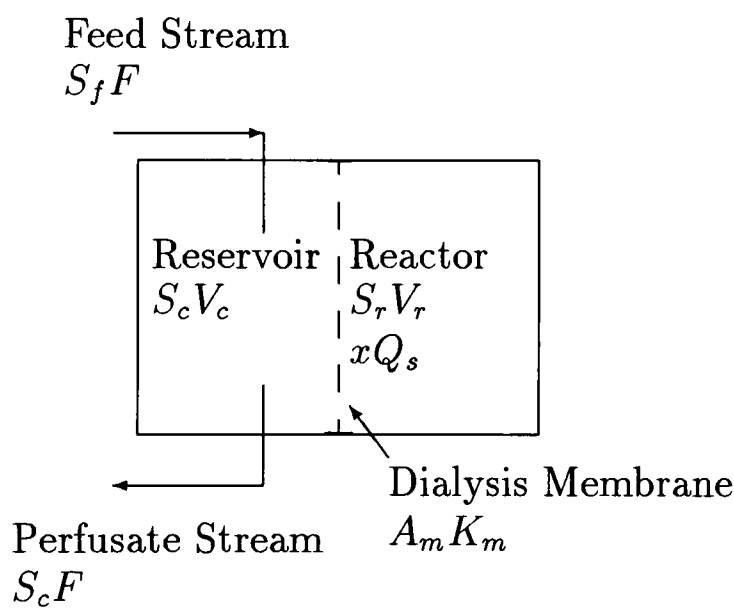 Feed Stream
S_f F
Reservoir
S_c V_c
Reactor
S_r V_r
x Q_s
Dialysis Membrane
A_m K_m
Perfusate Stream
S_c F